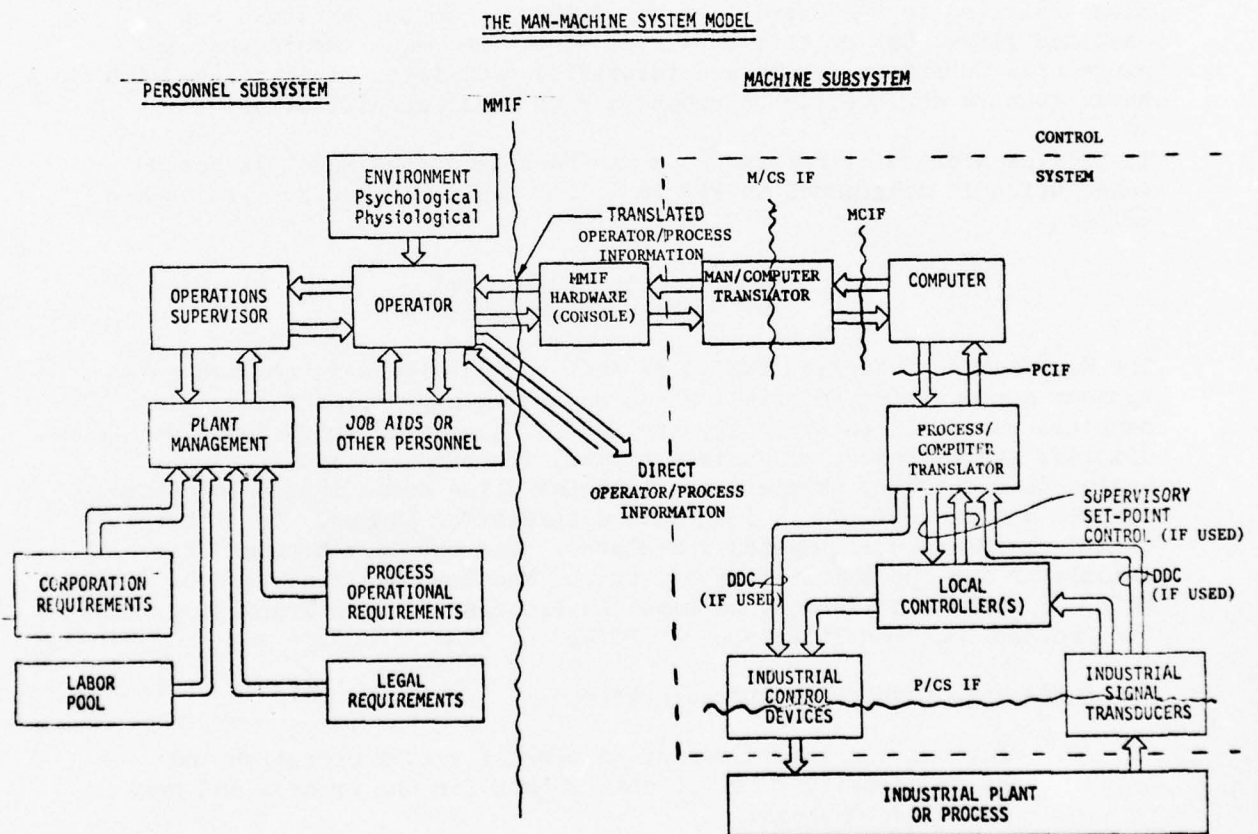 THE MAN-MACHINE SYSTEM MODEL
PERSONNEL SUBSYSTEM
MACHINE SUBSYSTEM
MMIF
CONTROL
SYSTEM
ENVIRONMENT
Psychological
Physiological
M/CS IF
MCIF
TRANSLATED
OPERATOR/PROCESS
INFORMATION
OPERATIONS
SUPERVISOR
OPERATOR
MMIF
HARDWARE
(CONSOLE)
MAN/COMPUTER
TRANSLATOR
COMPUTER
PCIF
PLANT
MANAGEMENT
JOB AIDS OR
OTHER PERSONNEL
PROCESS/
COMPUTER
TRANSLATOR
DIRECT
OPERATOR/PROCESS
INFORMATION
SUPERVISORY
SET-POINT
CONTROL (IF USED)
CORPORATION
REQUIREMENTS
PROCESS
OPERATIONAL
REQUIREMENTS
DDC
(IF USED)
LOCAL
CONTROLLER(S)
DDC
(IF USED)
LABOR
POOL
LEGAL
REQUIREMENTS
INDUSTRIAL
CONTROL
DEVICES
P/CS IF
INDUSTRIAL
SIGNAL
TRANSDUCERS
INDUSTRIAL PLANT
OR PROCESS